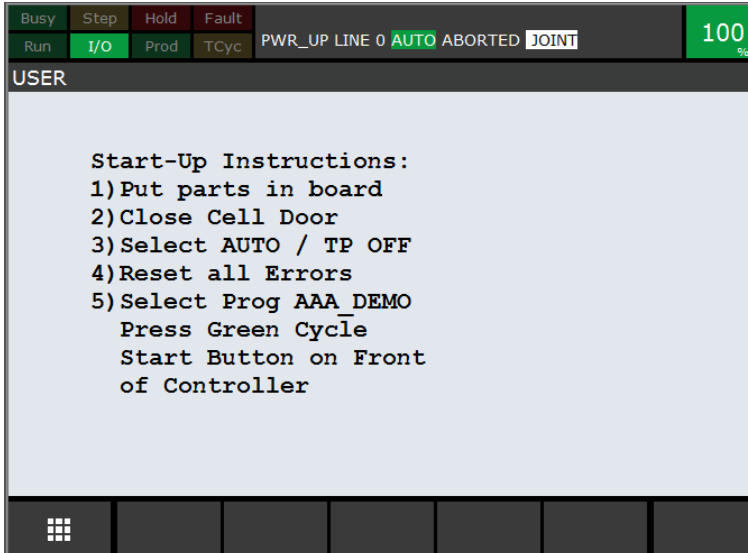 Busy Step Hold Fault
Run I/O Prod TCyc PWR_UP LINE 0 AUTO ABORTED JOINT 100 %
USER
Start-Up Instructions:
1)Put parts in board
2)Close Cell Door
3)Select AUTO / TP OFF
4)Reset all Errors
5)Select Prog AAA_DEMO
Press Green Cycle
Start Button on Front
of Controller